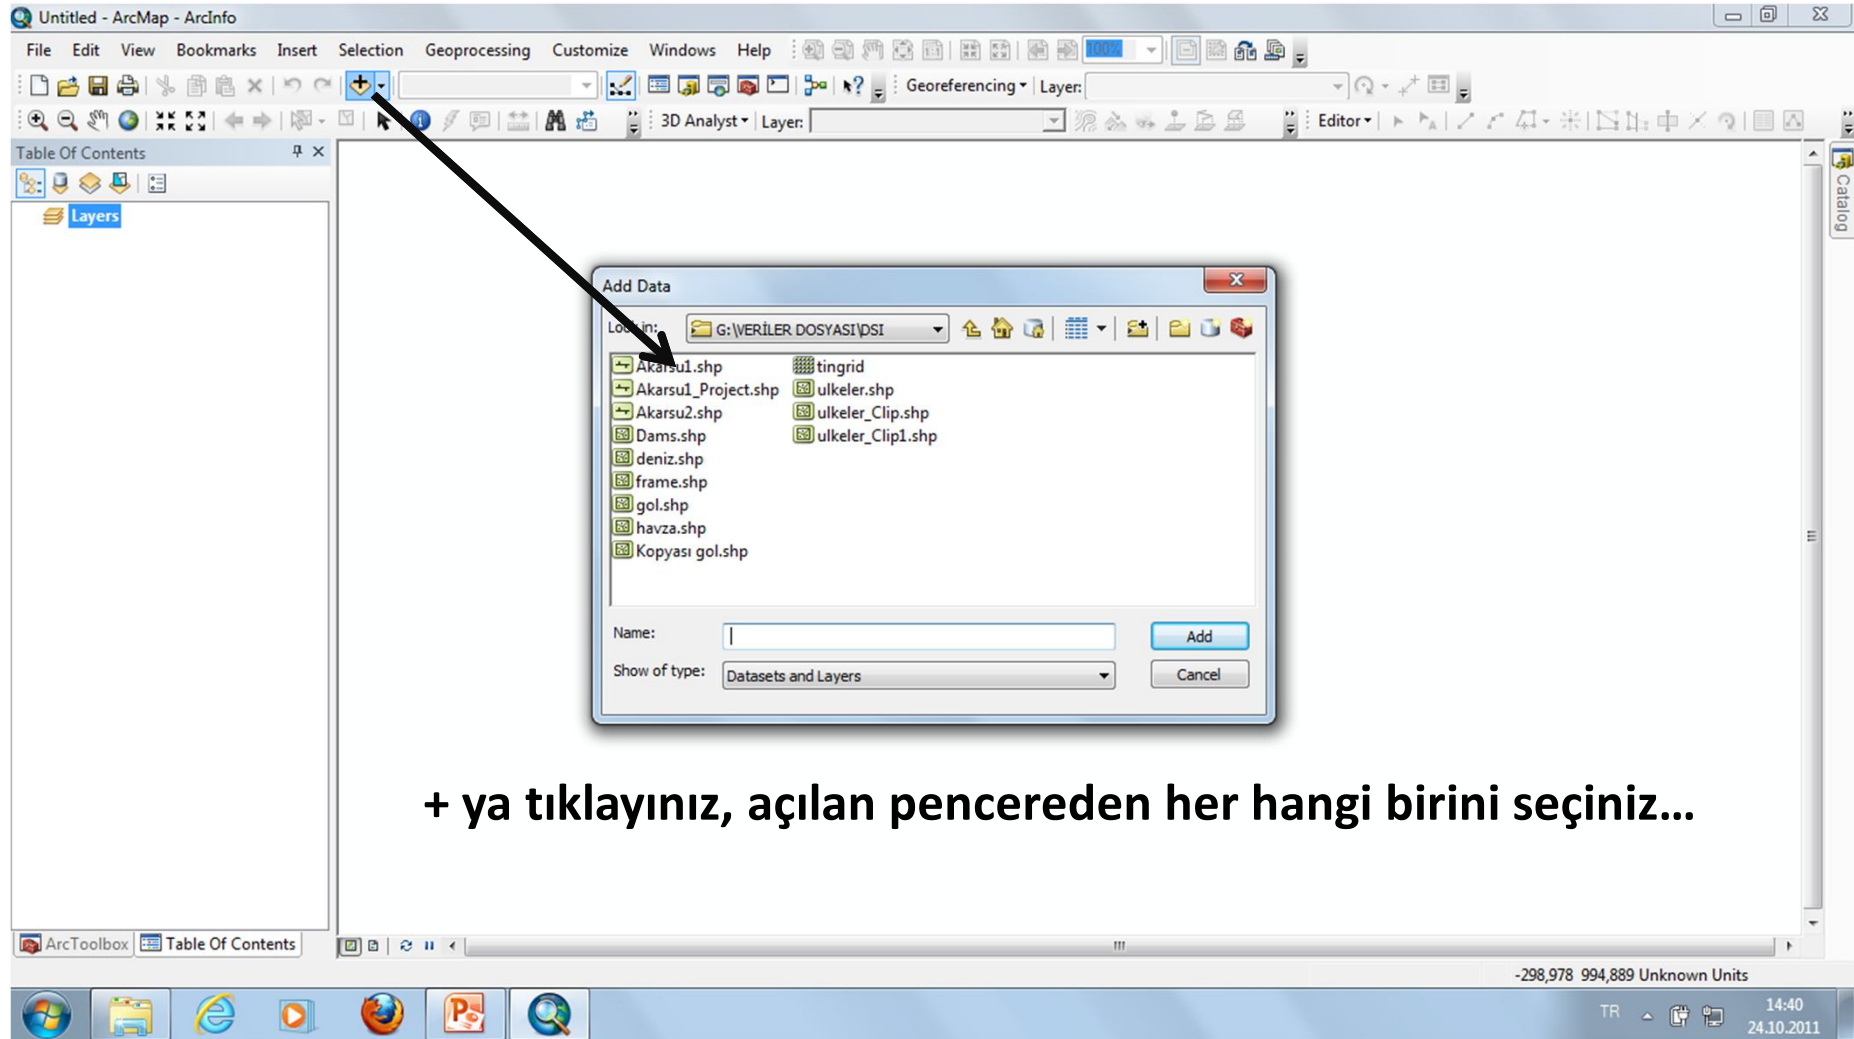 Untitled - ArcMap - ArcInfo
File Edit View Bookmarks Insert Selection Geoprocessing Customize Windows Help 100%
Georeferencing Layer:
3D Analyst Layer: Editor
Table Of Contents
Layers
Catalog
Add Data
Look in: G:\VERİLER DOSYASI\DSI
Akarsu1.shp
Akarsu1_Project.shp
Akarsu2.shp
Dams.shp
deniz.shp
frame.shp
gol.shp
havza.shp
Kopyası gol.shp
tingrid
ulkeler.shp
ulkeler_Clip.shp
ulkeler_Clip1.shp
Name: Add
Show of type: Datasets and Layers Cancel
+ ya tıklayınız, açılan pencereden her hangi birini seçiniz...
ArcToolbox Table Of Contents
-298,978 994,889 Unknown Units
TR 14:40
24.10.2011